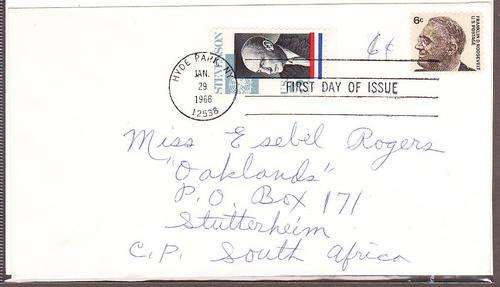 6c
FRANKLIN D. ROOSEVELT
U.S. POSTAGE
6¢
STEVENSON
HYDE PARK, NY
JAN.
29
1966
12538
FIRST DAY OF ISSUE
Miss Esebel Rogers
"Oaklands"
P.O. Box 171
Stutterheim
C.P. South Africa